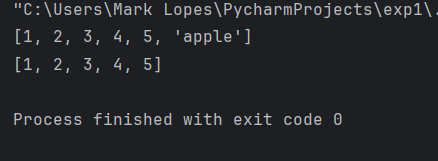 "C:\Users\Mark Lopes\PycharmProjects\exp1\.
[1, 2, 3, 4, 5, 'apple']
[1, 2, 3, 4, 5]
Process finished with exit code 0